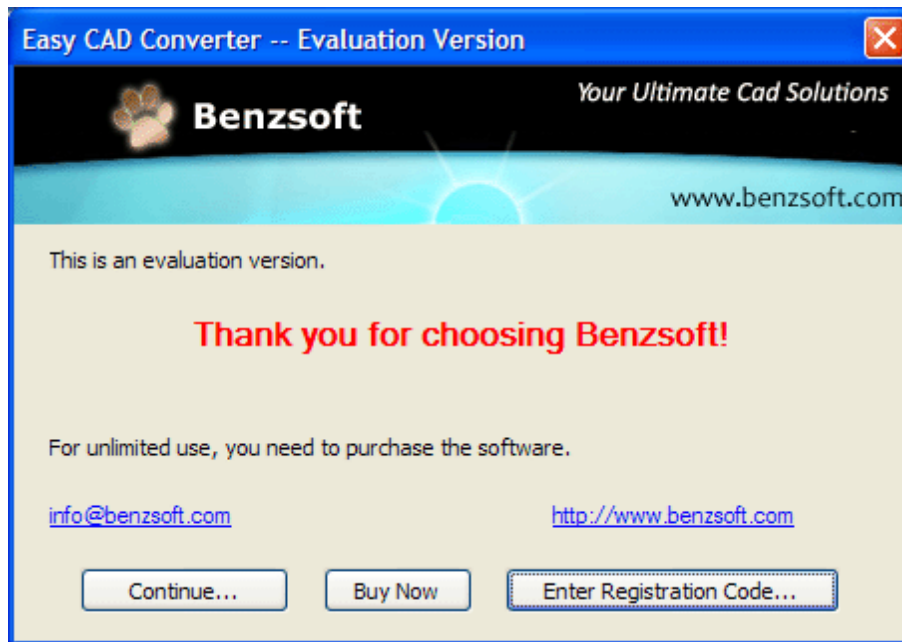 Easy CAD Converter -- Evaluation Version
Your Ultimate Cad Solutions
Benzsoft
www.benzsoft.com
This is an evaluation version.
Thank you for choosing Benzsoft!
For unlimited use, you need to purchase the software.
info@benzsoft.com http://www.benzsoft.com
Continue... Buy Now Enter Registration Code...